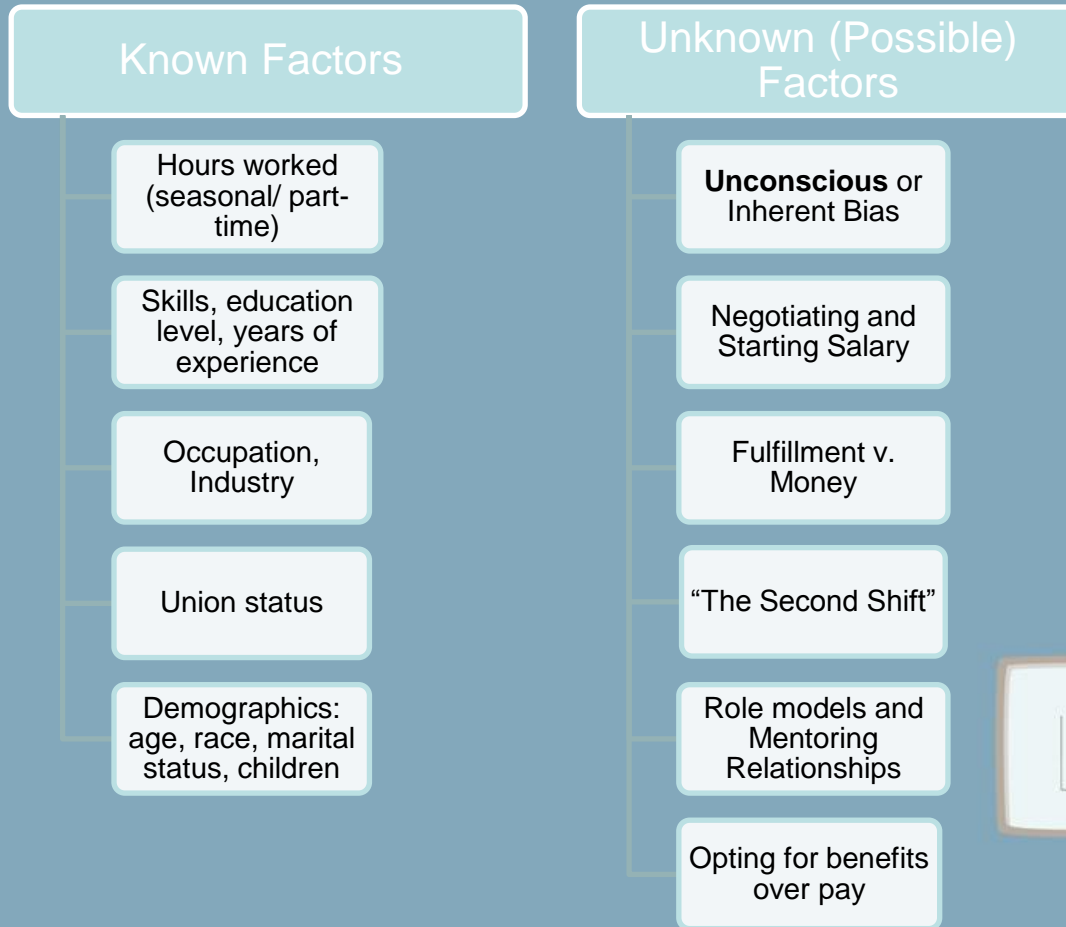 Known Factors
Hours worked
(seasonal/ part-
time)
Skills, education
level, years of
experience
Occupation,
Industry
Union status
Demographics:
age, race, marital
status, children
Unknown (Possible)
Factors
Unconscious or
Inherent Bias
Negotiating and
Starting Salary
Fulfillment v.
Money
“The Second Shift”
Role models and
Mentoring
Relationships
Opting for benefits
over pay